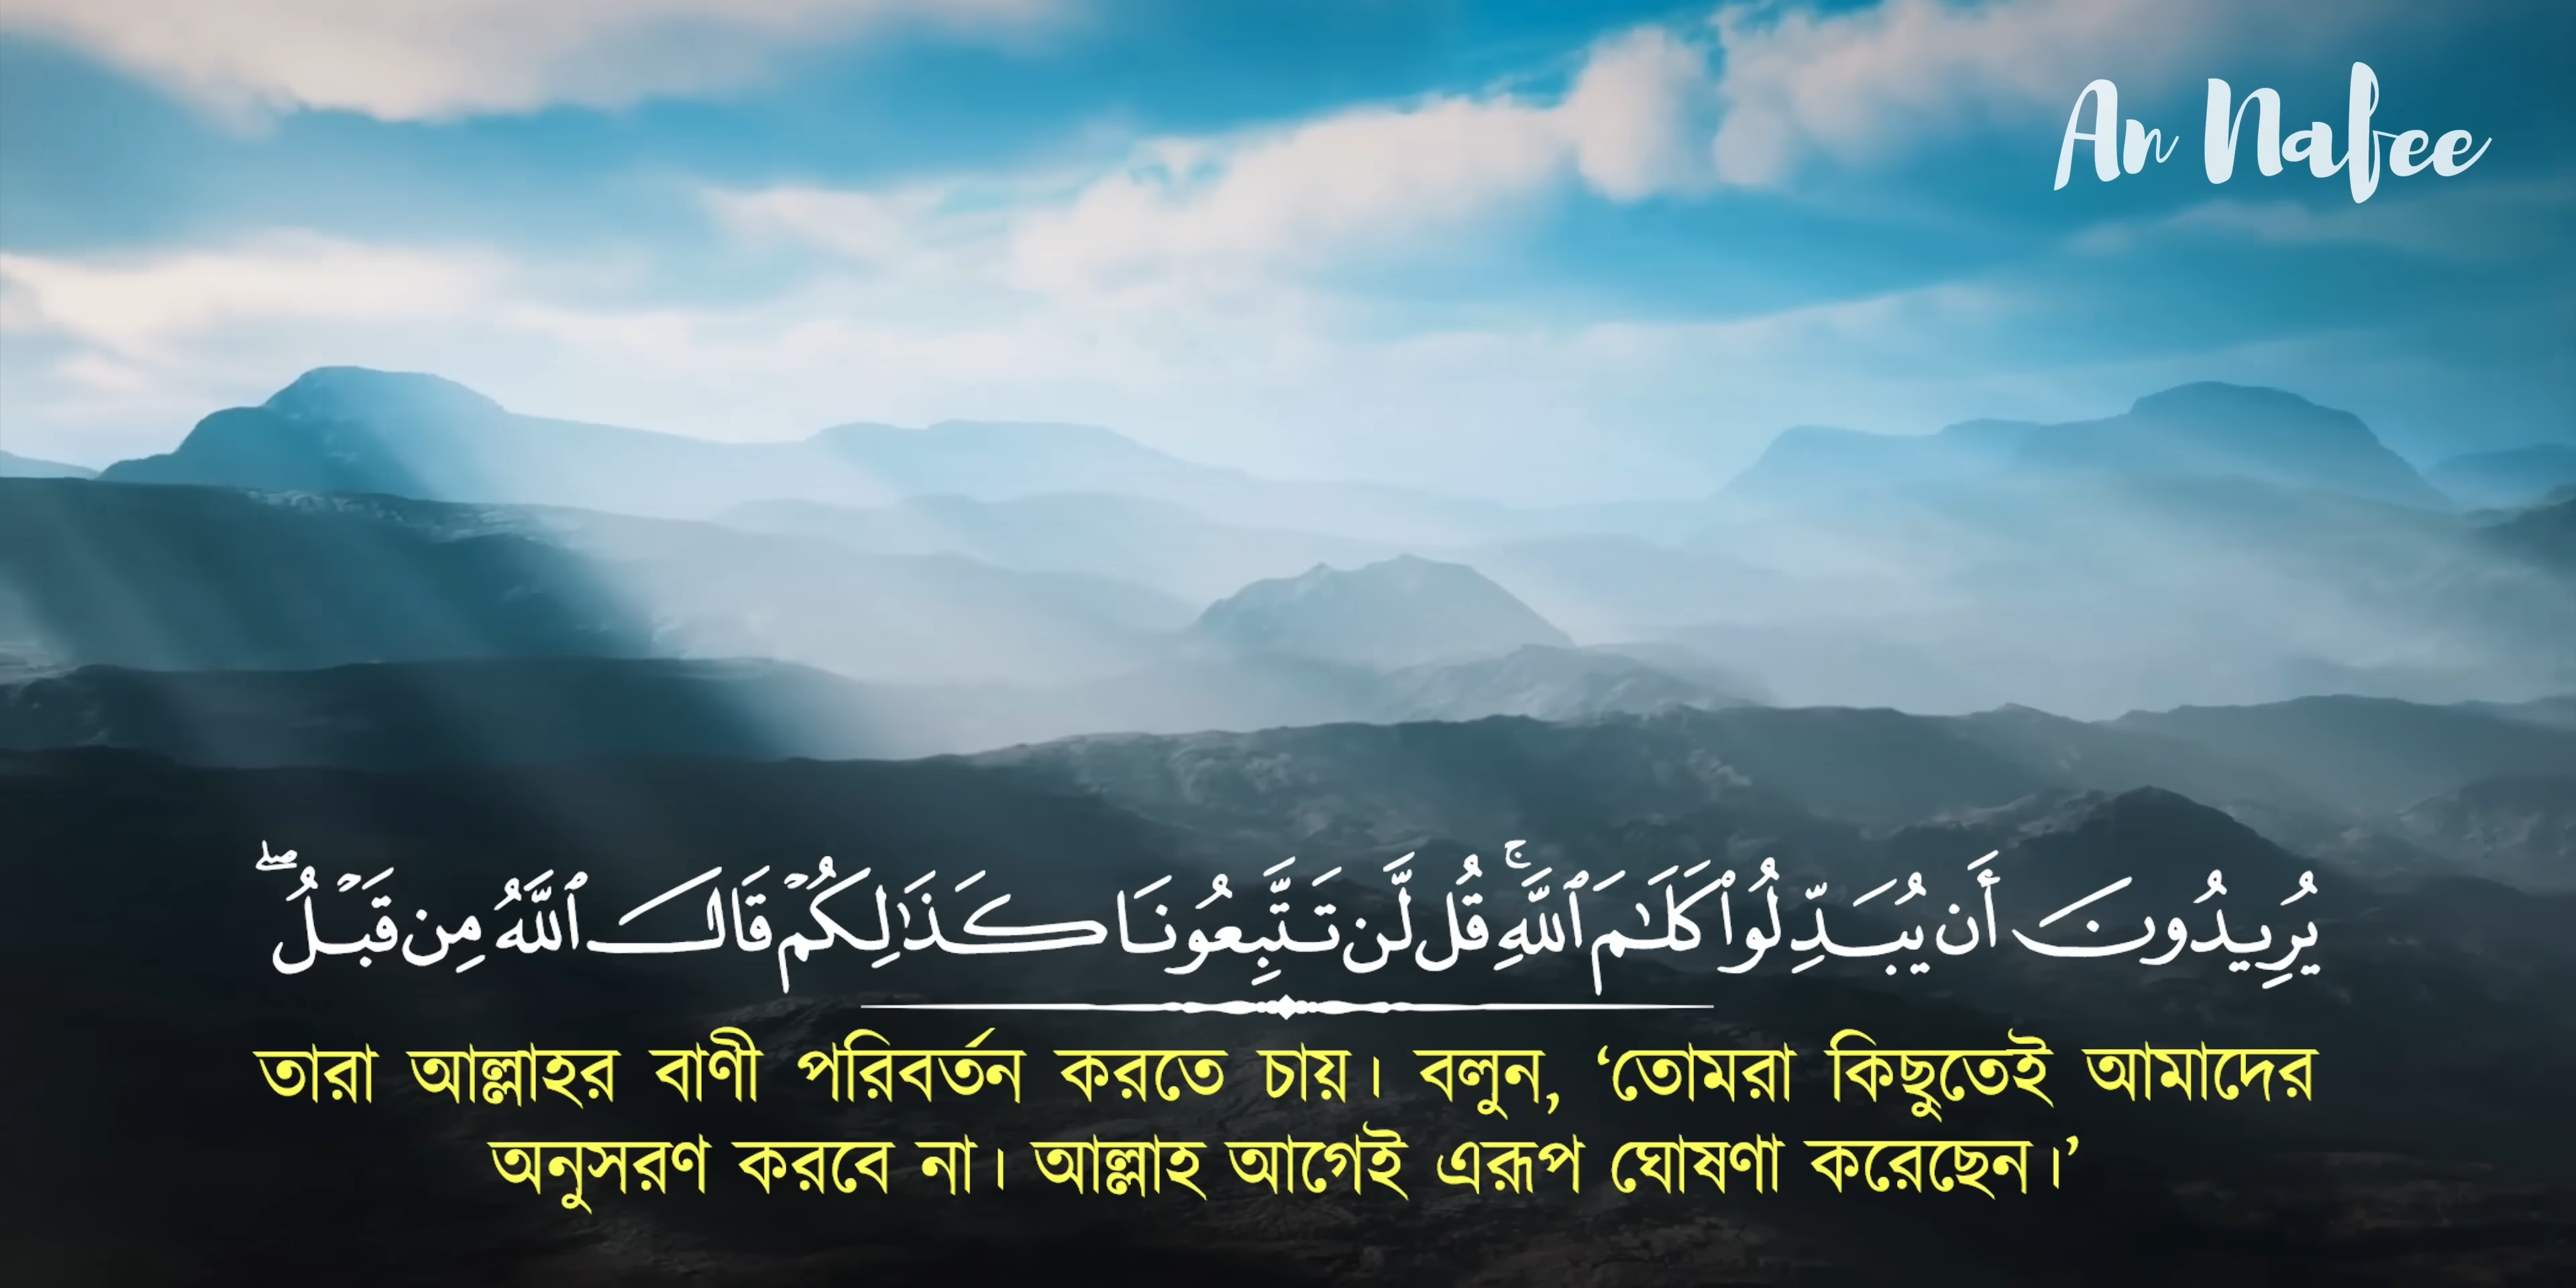 An Nafee
يُرِيدُونَ أَن يُبَدِّلُوا۟ كَلَـٰمَ ٱللَّهِ ۚ قُل لَّن تَتَّبِعُونَا كَذَٰلِكُمْ قَالَ ٱللَّهُ مِن قَبْلُ ۖ
তারা আল্লাহর বাণী পরিবর্তন করতে চায়। বলুন, ‘তোমরা কিছুতেই আমাদের
অনুসরণ করবে না। আল্লাহ আগেই এরূপ ঘোষণা করেছেন।’